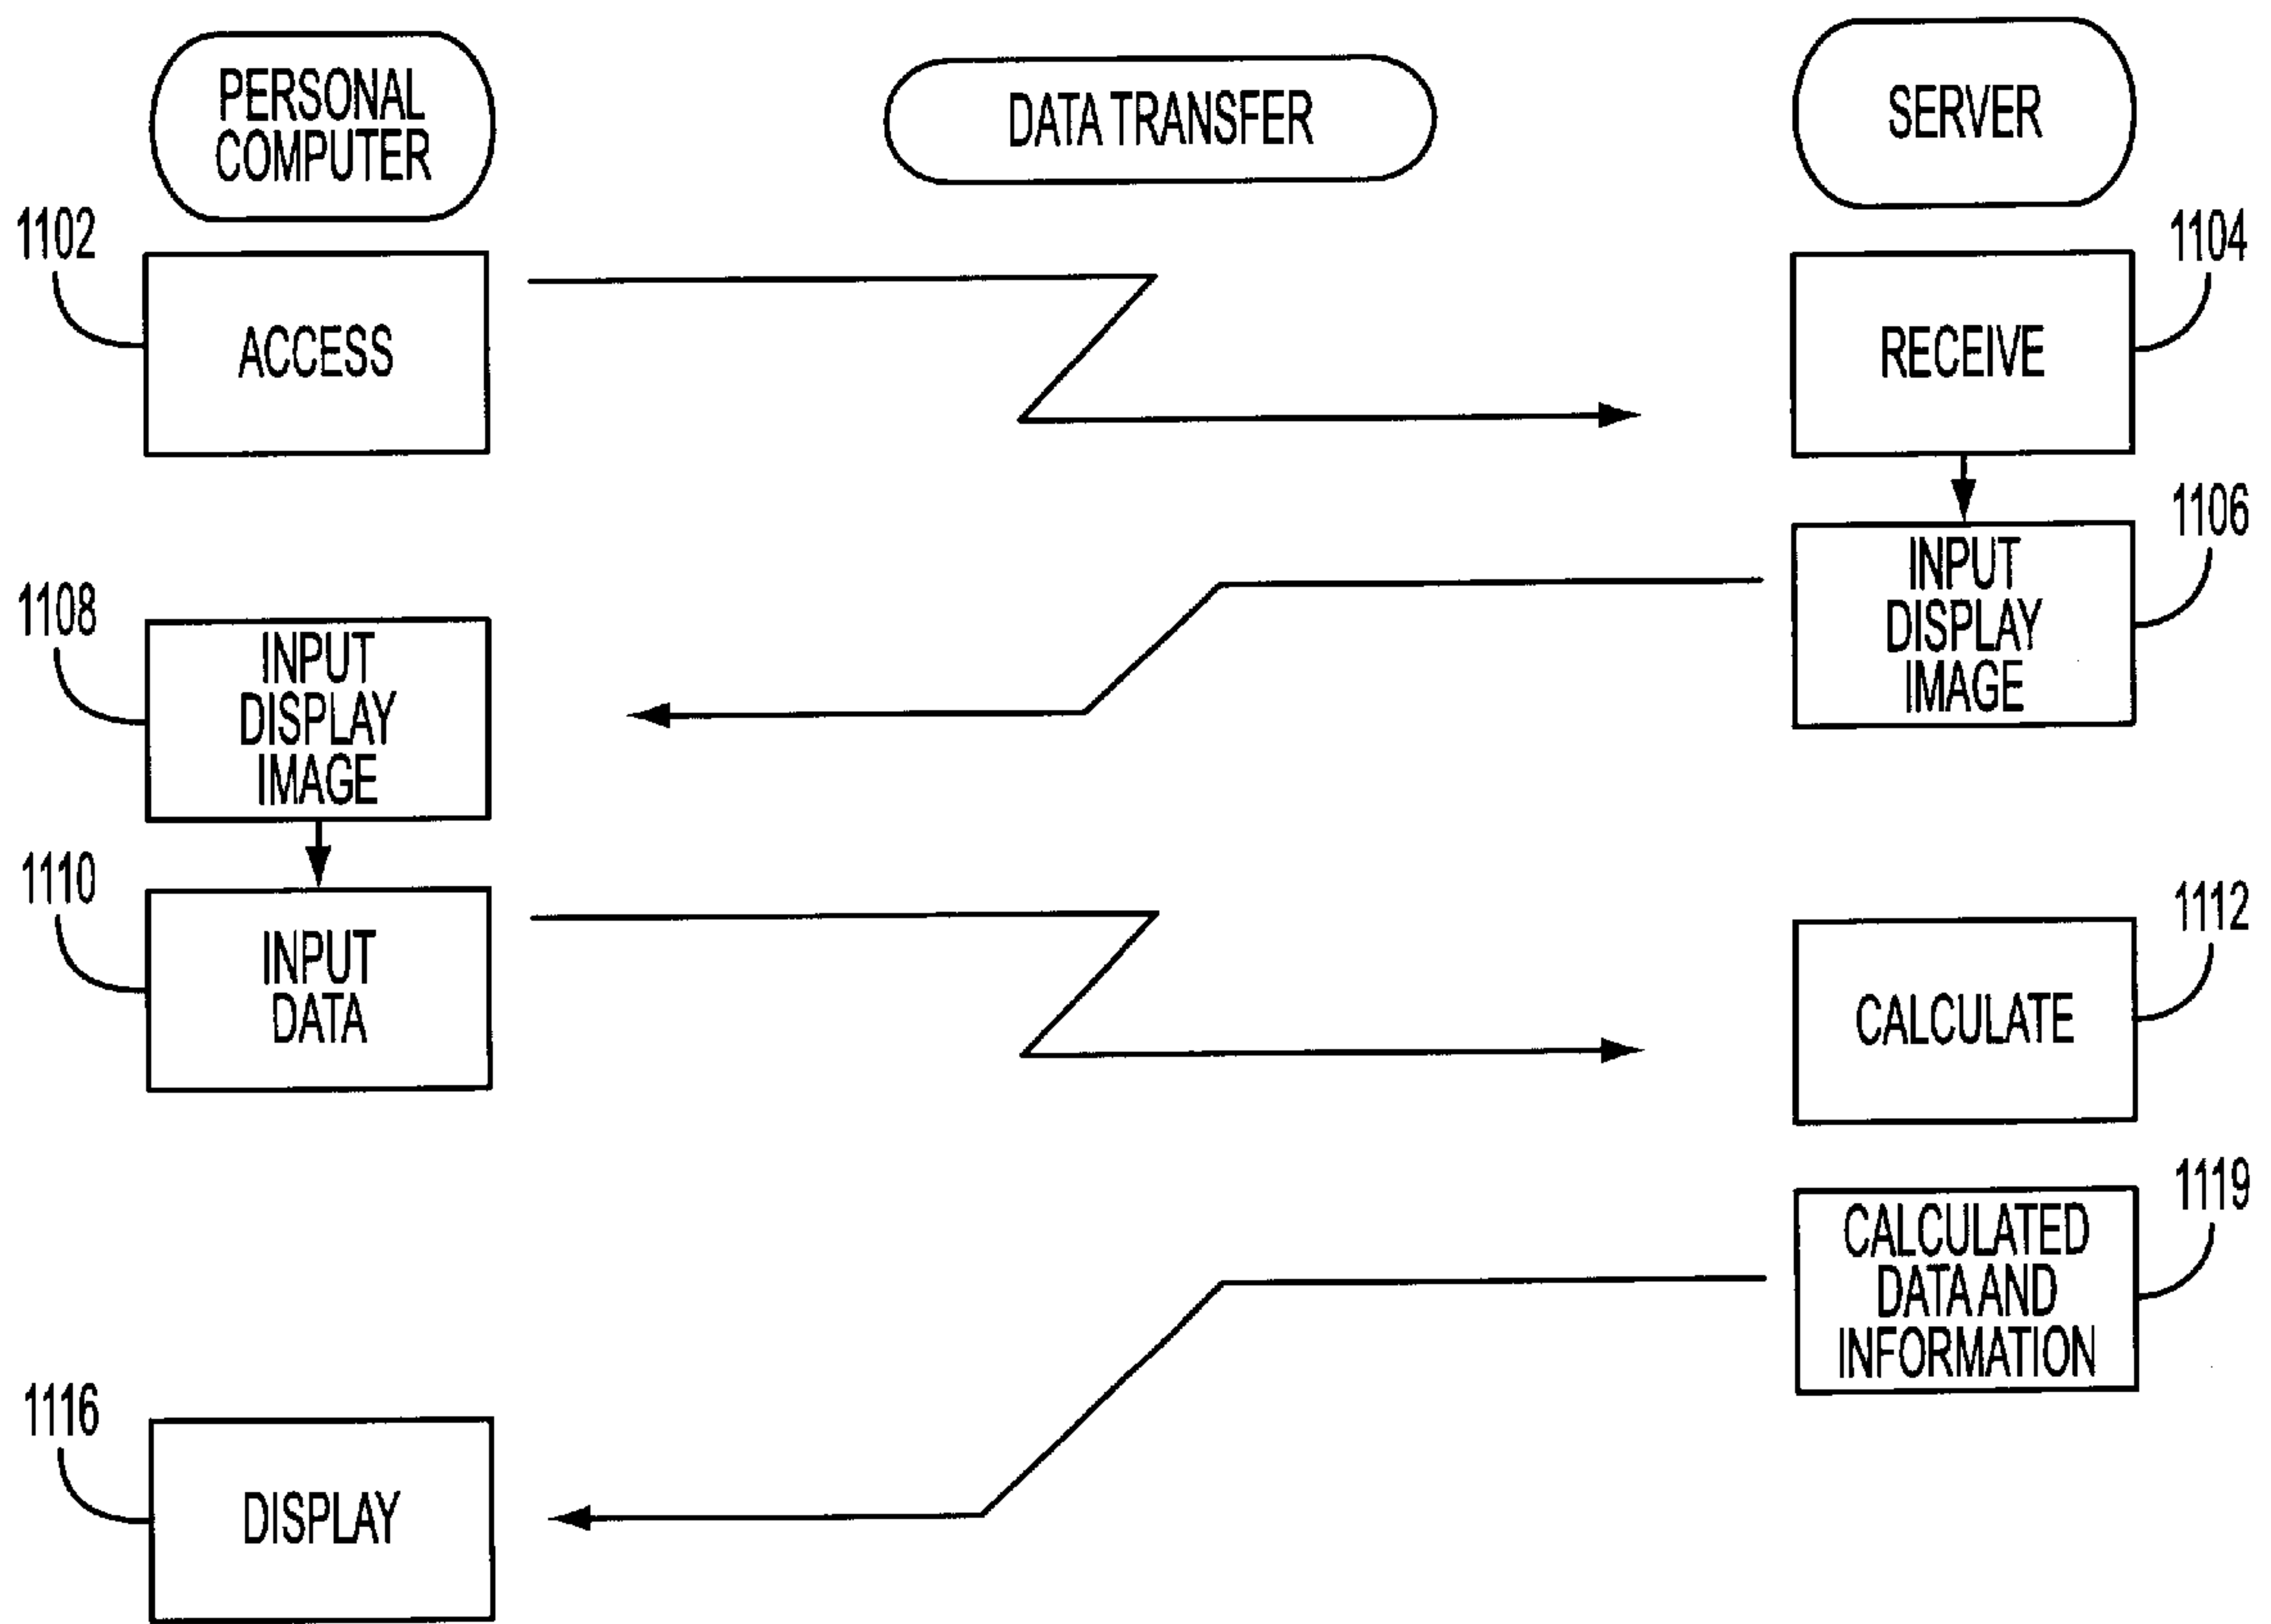 PERSONAL
COMPUTER
DATA TRANSFER
SERVER
1102
ACCESS
1104
RECEIVE
1106
INPUT
DISPLAY
IMAGE
1108
INPUT
DISPLAY
IMAGE
1110
INPUT
DATA
1112
CALCULATE
1119
CALCULATED
DATA AND
INFORMATION
1116
DISPLAY